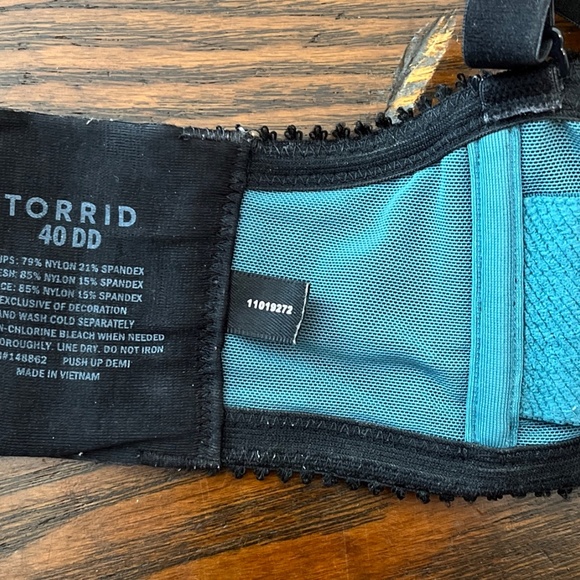 TORRID
40 DD
UPS: 79% NYLON 21% SPANDEX
ESH: 85% NYLON 15% SPANDEX
CE: 85% NYLON 15% SPANDEX
EXCLUSIVE OF DECORATION
AND WASH COLD SEPARATELY
N-CHLORINE BLEACH WHEN NEEDED
OROUGHLY. LINE DRY. DO NOT IRON
#148862 PUSH UP DEMI
MADE IN VIETNAM
11019272